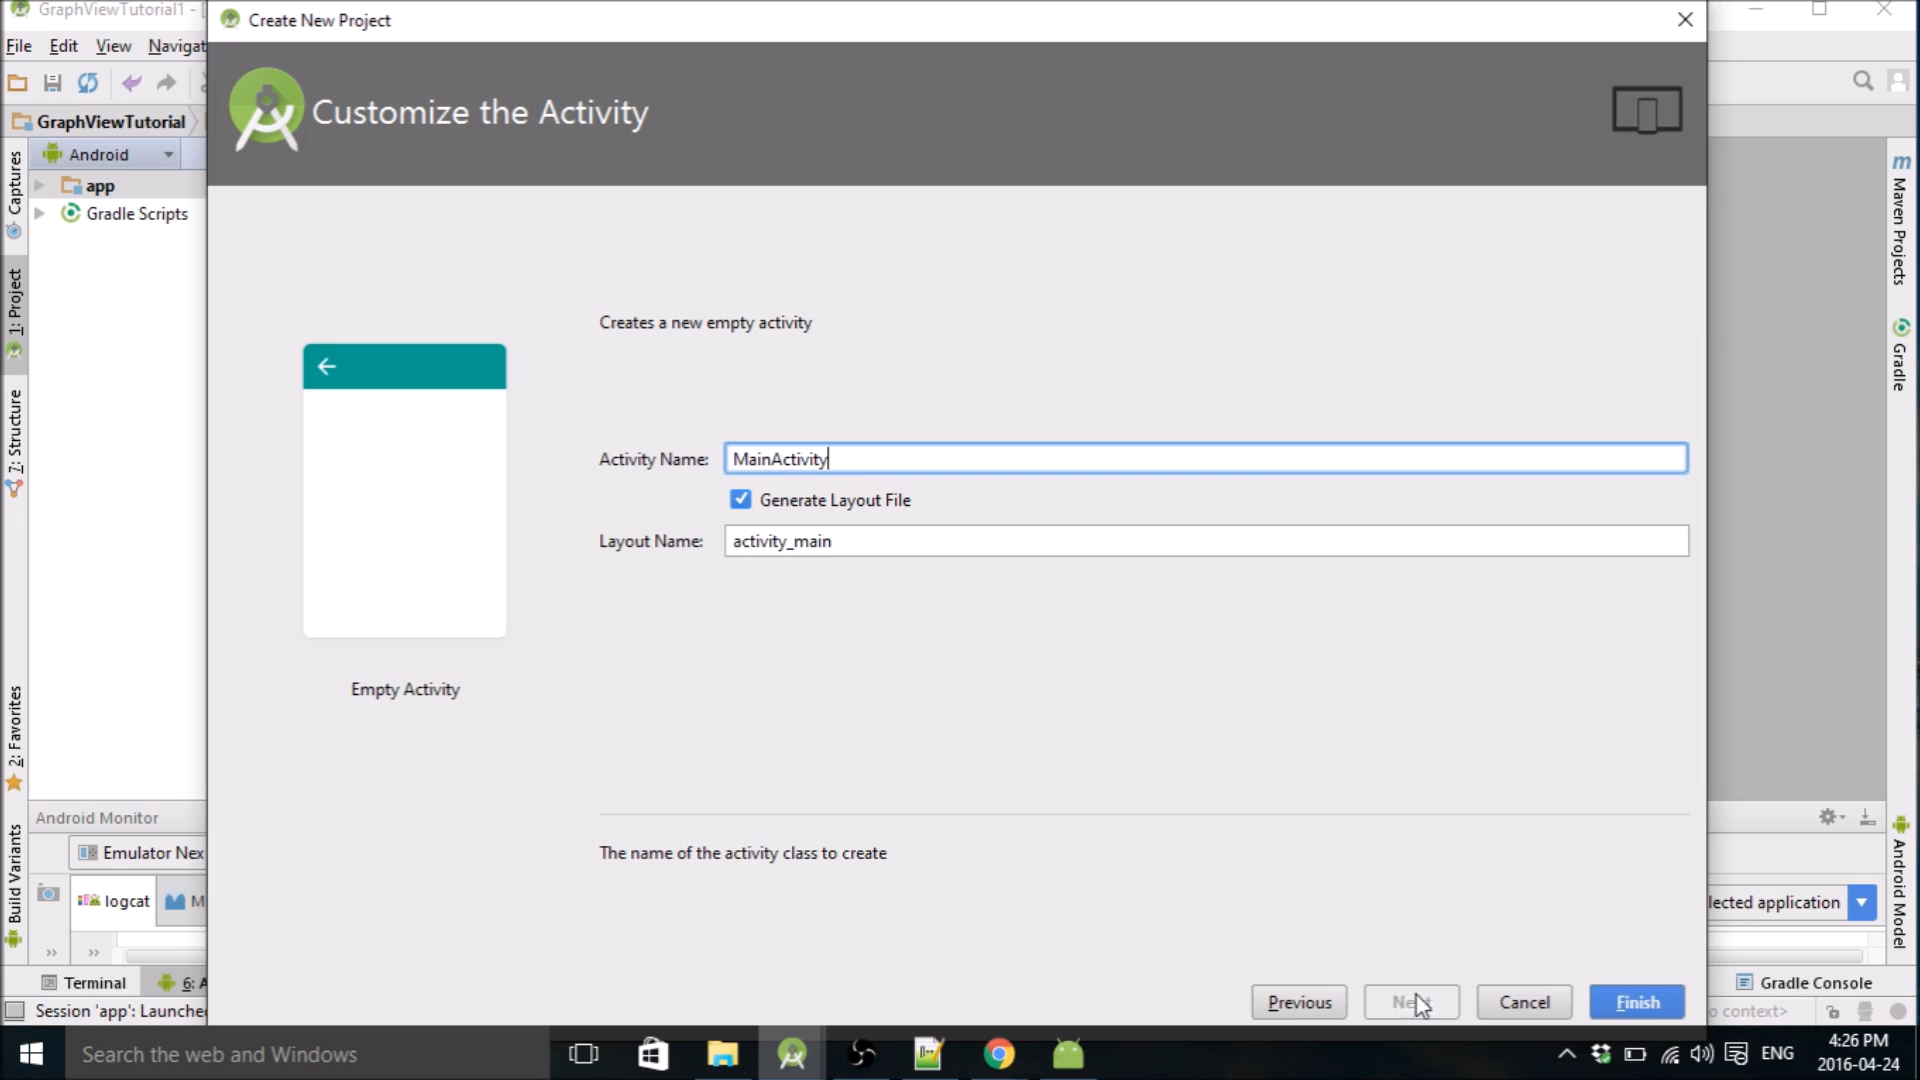 GraphViewTutorial1 - [
Create New Project
File Edit View Navigat
Customize the Activity
GraphViewTutorial
Android
app
Gradle Scripts
Captures
1: Project
7: Structure
2: Favorites
Build Variants
Maven Projects
Gradle
Android Model
Creates a new empty activity
Activity Name: MainActivity
Generate Layout File
Layout Name: activity_main
Empty Activity
The name of the activity class to create
Android Monitor
Emulator Nex
logcat M
lected application
Terminal 6: A
Gradle Console
Session 'app': Launche
o context>
Previous Next Cancel Finish
Search the web and Windows
ENG
4:26 PM
2016-04-24